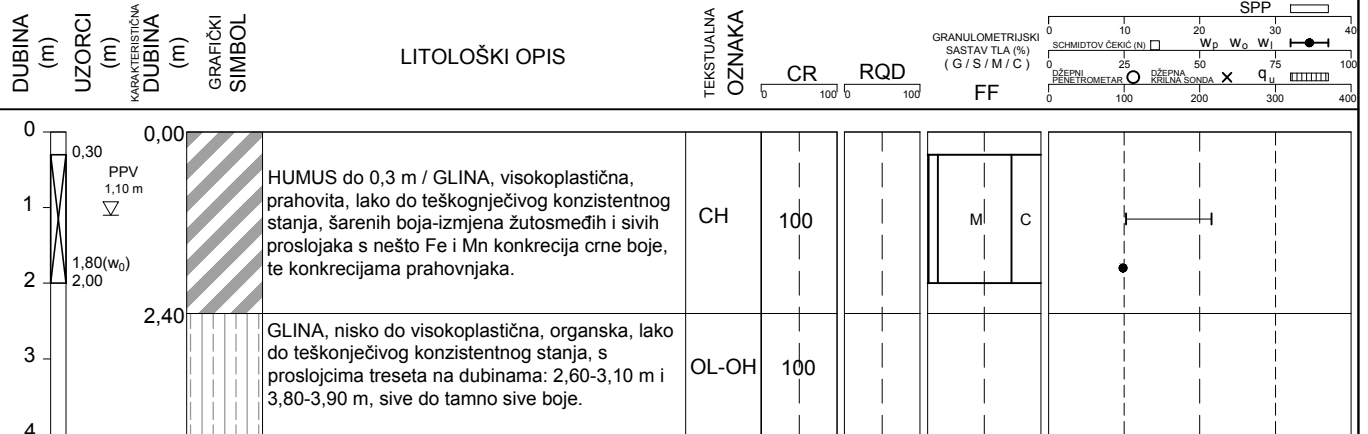 DUBINA
(m)
UZORCI
(m)
KARAKTERISTIČNA
DUBINA
(m)
GRAFIČKI
SIMBOL
LITOLOŠKI OPIS
TEKSTUALNA
OZNAKA
CR
0 100
RQD
0 100
GRANULOMETRIJSKI
SASTAV TLA (%)
( G / S / M / C )
FF
SPP
0 10 20 30 40
SCHMIDTOV ČEKIĆ (N) Wp Wo Wl
0 25 50 75 100
DŽEPNI
PENETROMETAR
DŽEPNA
KRILNA SONDA
qu
0 100 200 300 400
0
0,30
PPV
1,10 m
1
1,80(w0)
2
2,00
3
4
0,00
HUMUS do 0,3 m / GLINA, visokoplastična,
prahovita, lako do teškognječivog konzistentnog
stanja, šarenih boja-izmjena žutosmeđih i sivih
proslojaka s nešto Fe i Mn konkrecija crne boje,
te konkrecijama prahovnjaka.
CH
100
M
C
2,40
GLINA, nisko do visokoplastična, organska, lako
do teškonječivog konzistentnog stanja, s
proslojcima treseta na dubinama: 2,60-3,10 m i
3,80-3,90 m, sive do tamno sive boje.
OL-OH
100